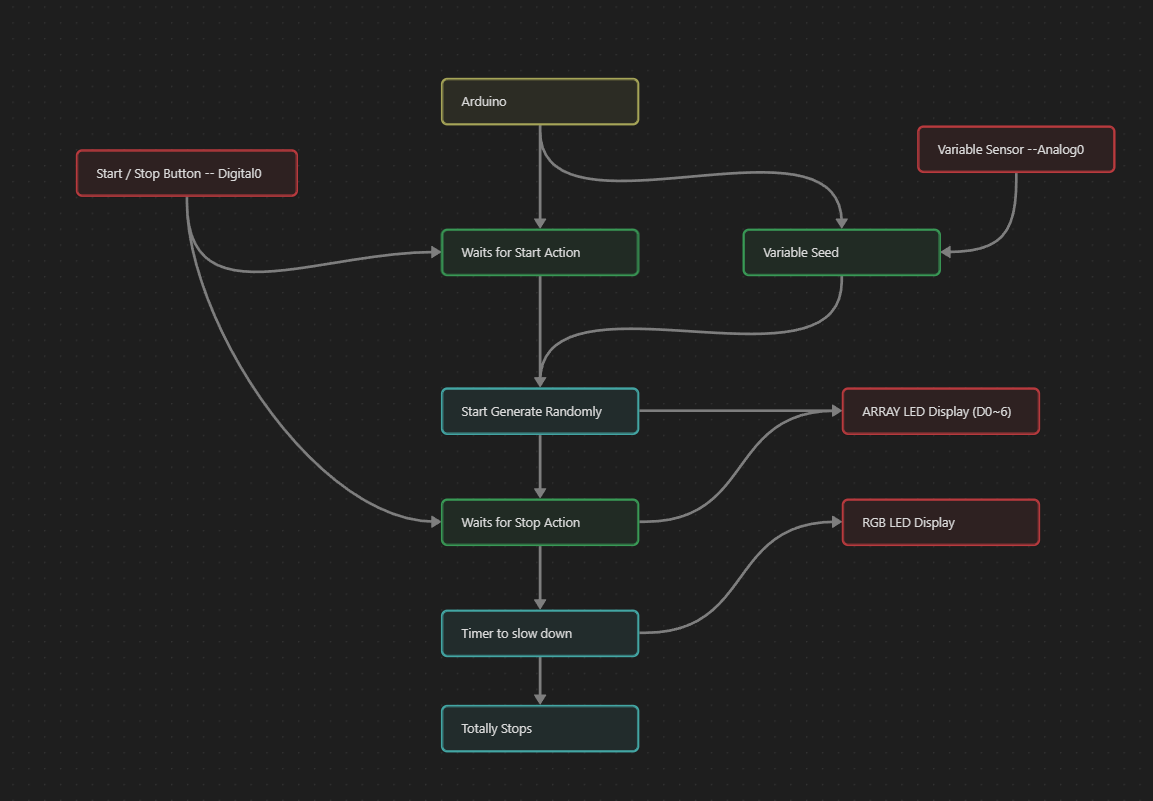 Arduino
Variable Sensor --Analog0
Start / Stop Button -- Digital0
Waits for Start Action
Variable Seed
Start Generate Randomly
ARRAY LED Display (D0~6)
Waits for Stop Action
RGB LED Display
Timer to slow down
Totally Stops